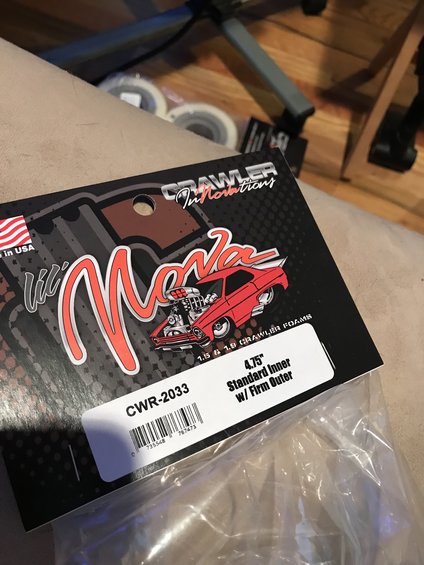 CRAWLER
InNovations
in USA
lil' Nova
1.5 & 1.9 CRAWLER FOAMS
4.75"
Standard Inner
w/ Firm Outer
CWR-2033